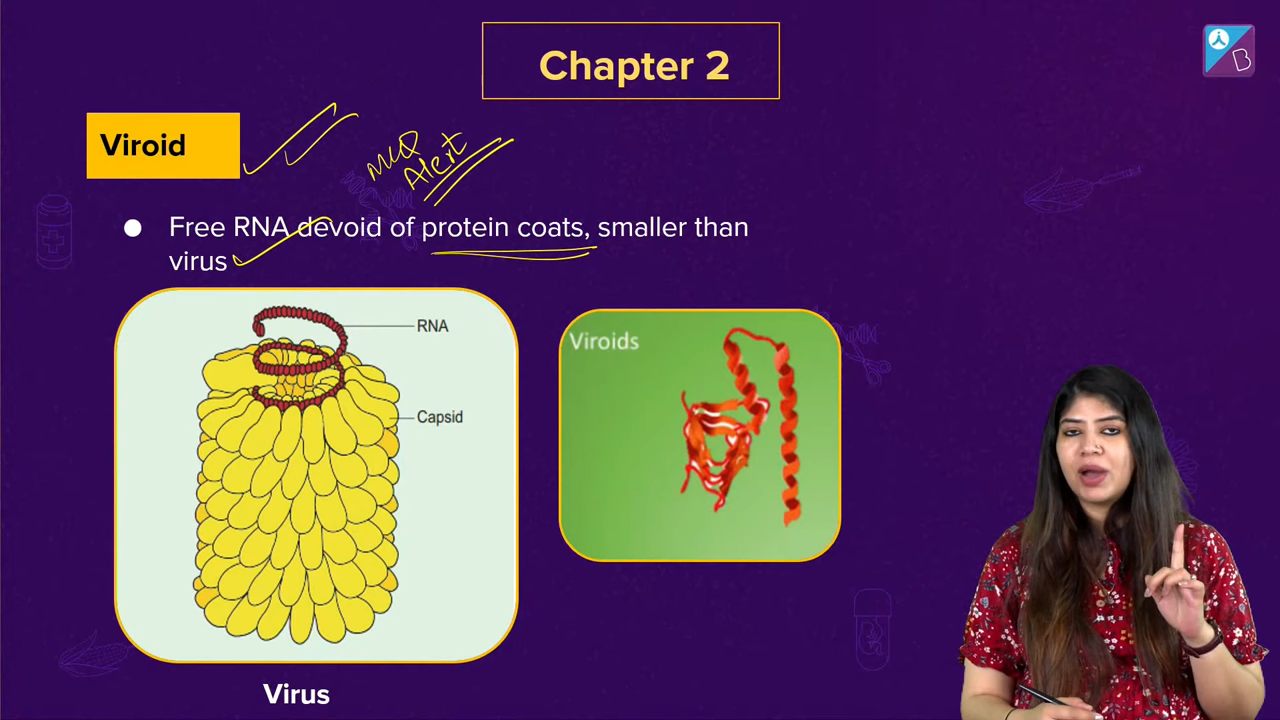 Chapter 2
B
Viroid
MCQ
Alert
● Free RNA devoid of protein coats, smaller than
virus
RNA
Capsid
Viroids
Virus